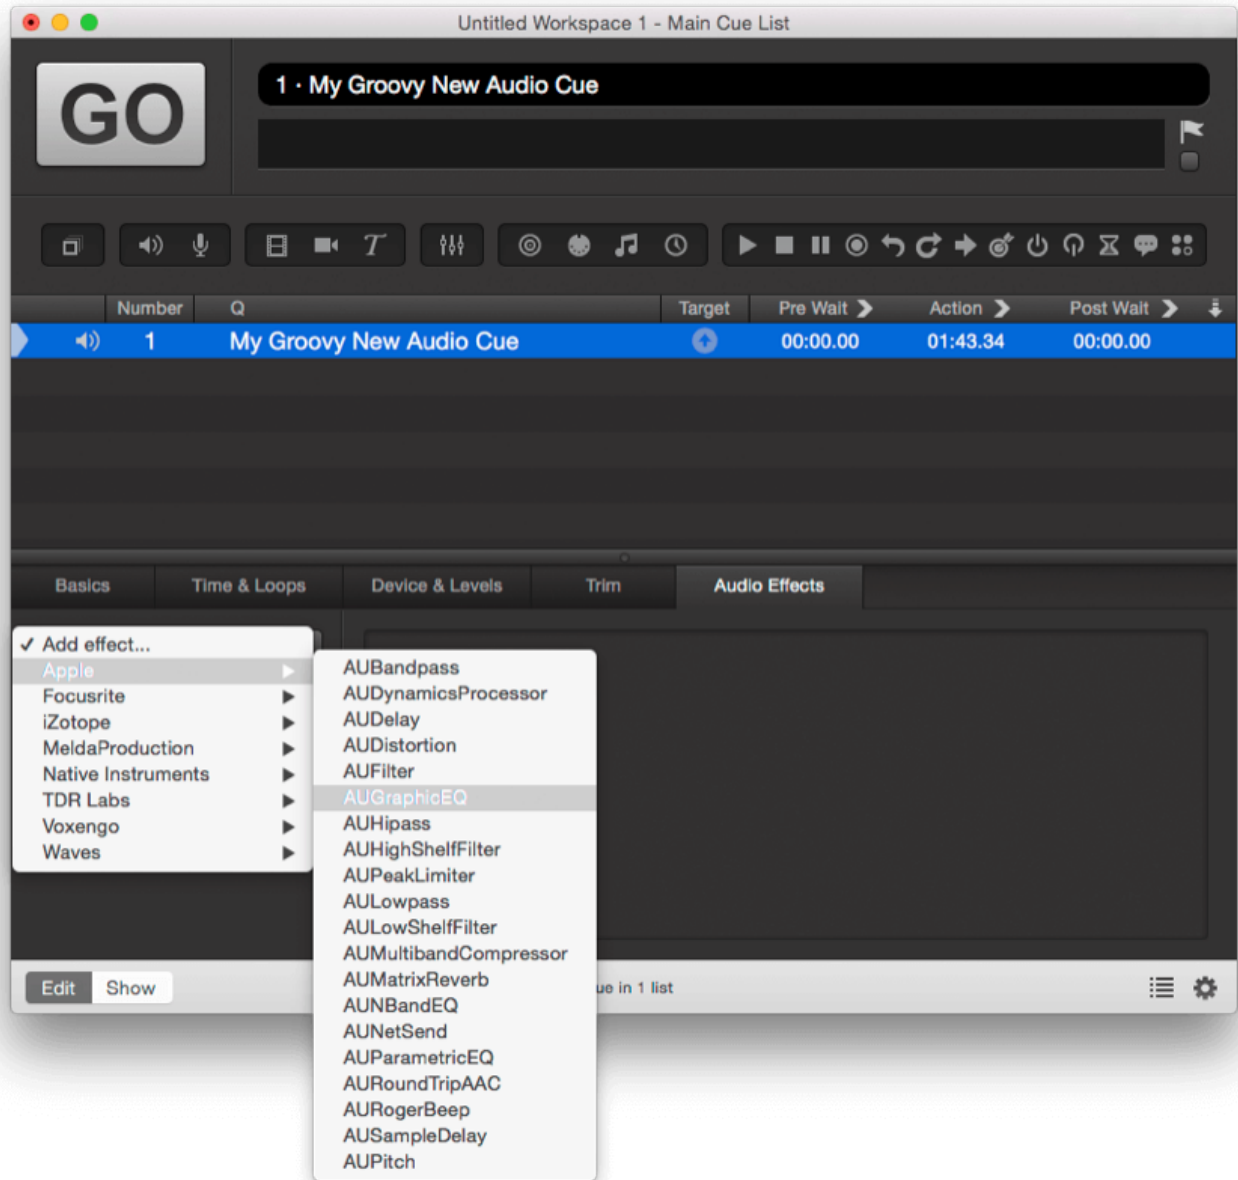 Untitled Workspace 1 - Main Cue List
GO
1 · My Groovy New Audio Cue
Number Q Target Pre Wait Action Post Wait
1 My Groovy New Audio Cue 00:00.00 01:43.34 00:00.00
Basics Time & Loops Device & Levels Trim Audio Effects
✓ Add effect...
Apple
Focusrite
iZotope
MeldaProduction
Native Instruments
TDR Labs
Voxengo
Waves
AUBandpass
AUDynamicsProcessor
AUDelay
AUDistortion
AUFilter
AUGraphicEQ
AUHipass
AUHighShelfFilter
AUPeakLimiter
AULowpass
AULowShelfFilter
AUMultibandCompressor
AUMatrixReverb
AUNBandEQ
AUNetSend
AUParametricEQ
AURoundTripAAC
AURogerBeep
AUSampleDelay
AUPitch
Edit Show ue in 1 list